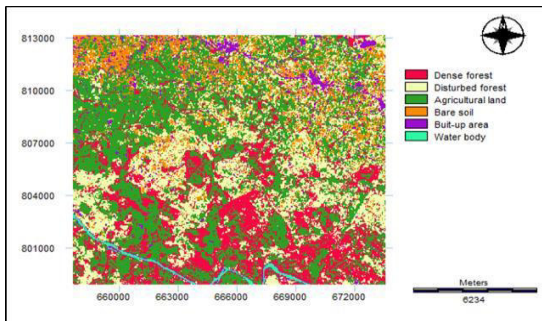 813000
810000
807000
804000
801000
660000
663000
666000
669000
672000
Dense forest
Disturbed forest
Agricultural land
Bare soil
Buit-up area
Water body
Meters
6234